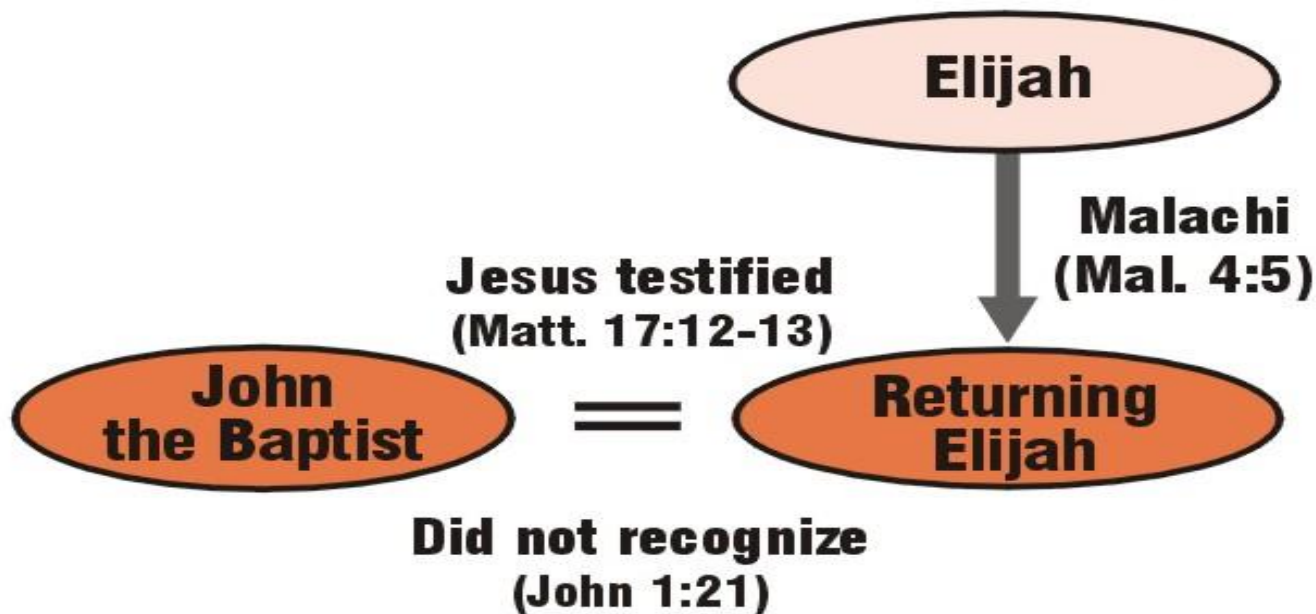 Elijah
Malachi
(Mal. 4:5)
Jesus testified
(Matt. 17:12-13)
John
the Baptist
Returning
Elijah
Did not recognize
(John 1:21)